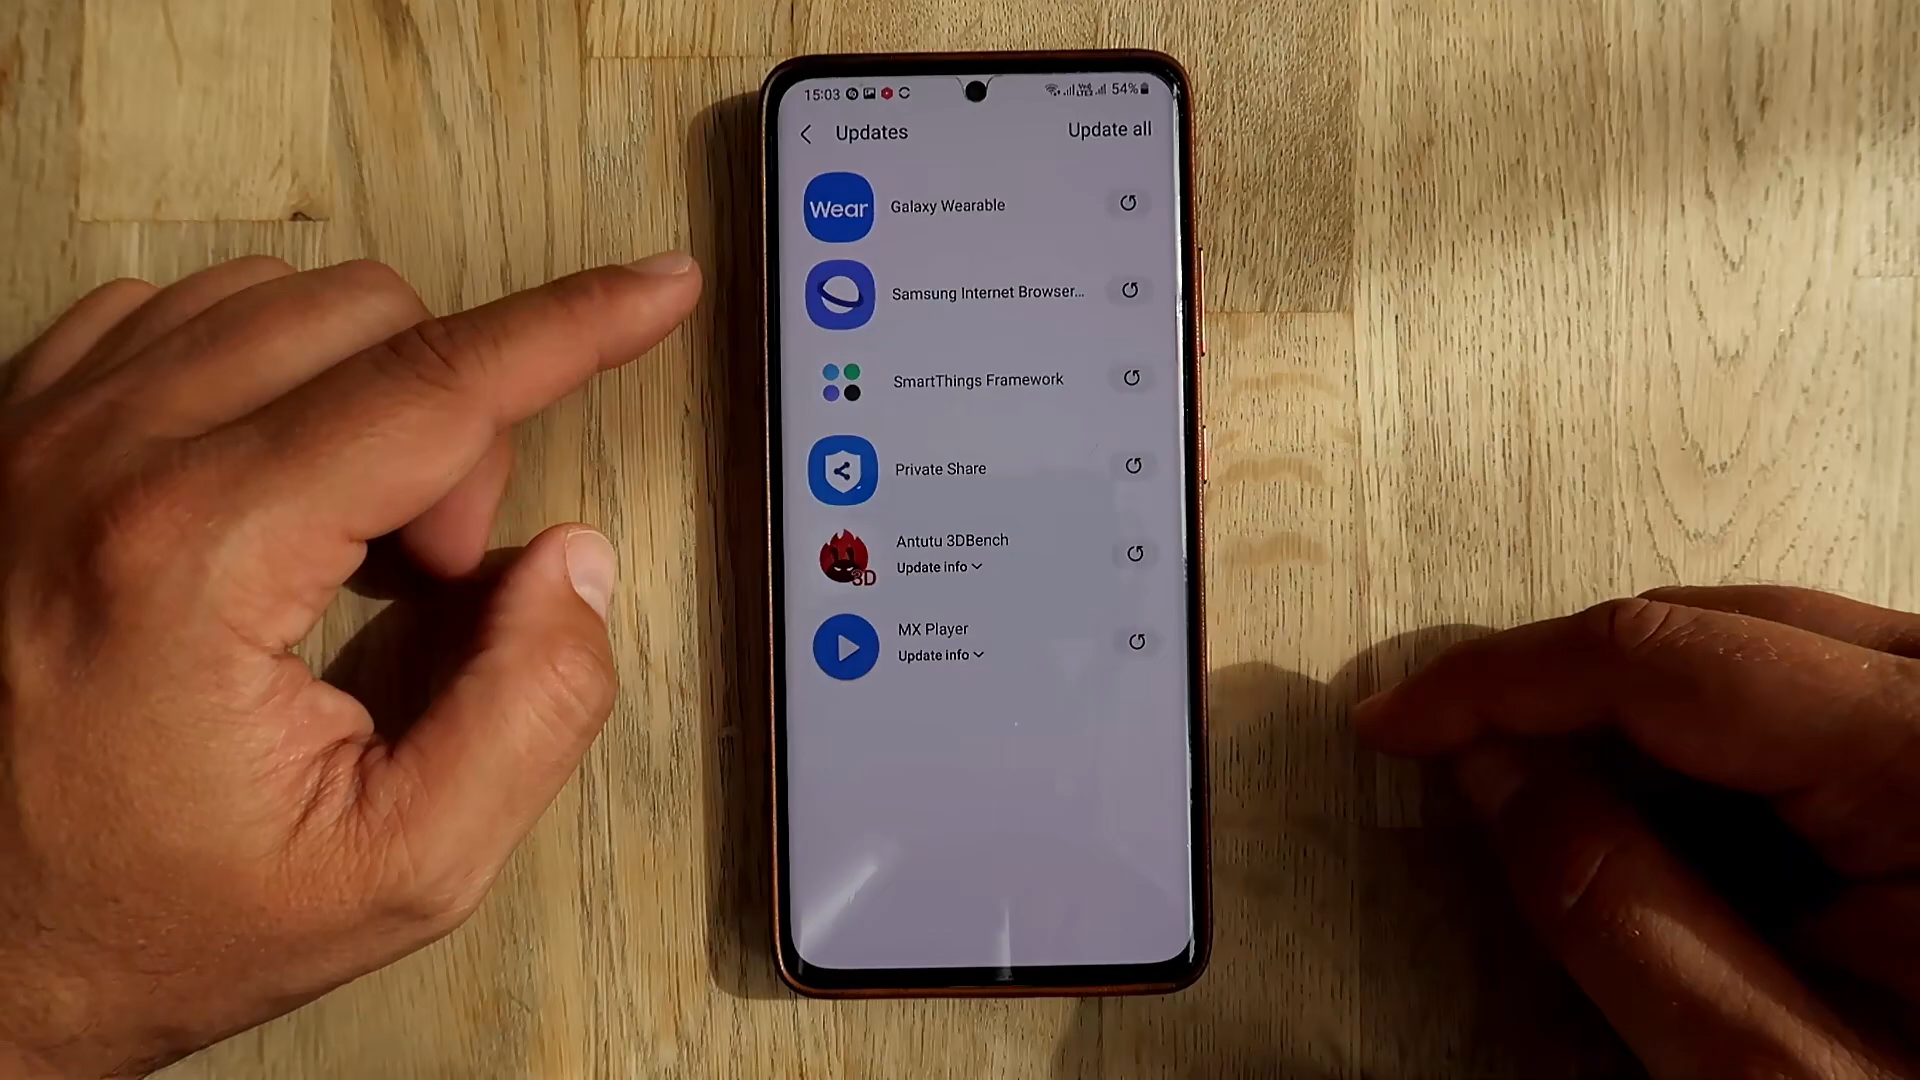 15:03
54%
Updates
Update all
Wear
Galaxy Wearable
Samsung Internet Browser...
SmartThings Framework
Private Share
Antutu 3DBench
Update info
3D
MX Player
Update info